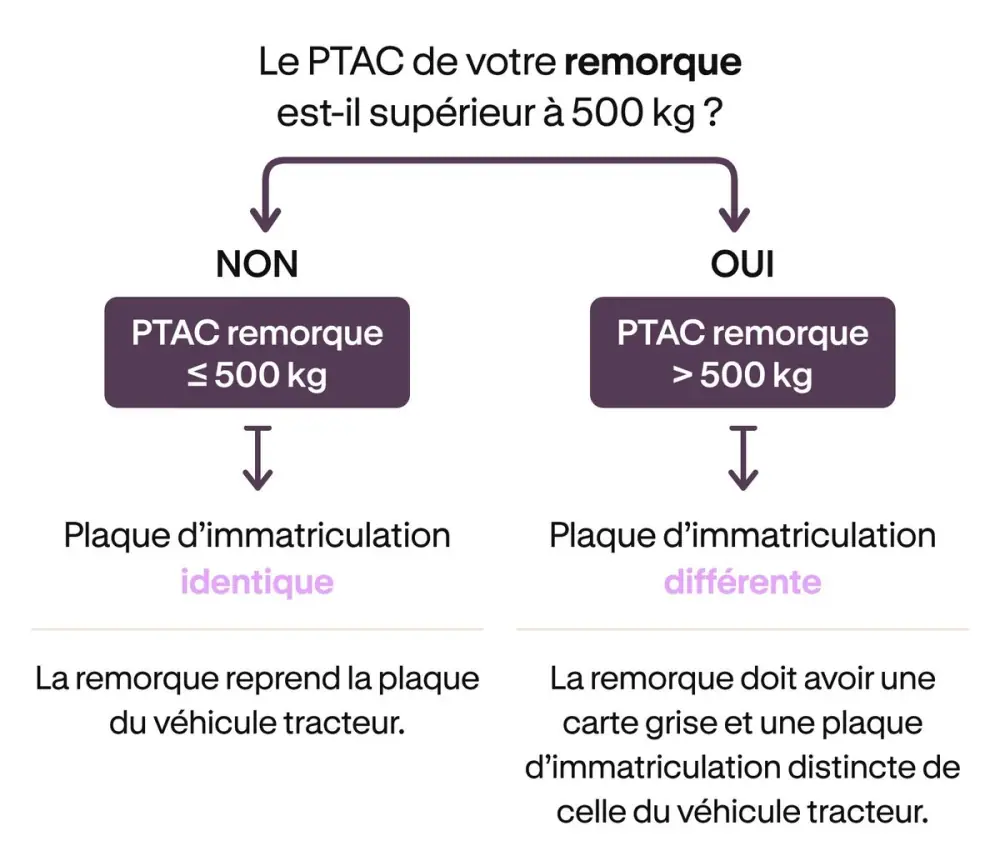 Le PTAC de votre remorque
est-il supérieur à 500 kg ?
NON
PTAC remorque
≤ 500 kg
Plaque d’immatriculation
identique
La remorque reprend la plaque
du véhicule tracteur.
OUI
PTAC remorque
> 500 kg
Plaque d’immatriculation
différente
La remorque doit avoir une
carte grise et une plaque
d’immatriculation distincte de
celle du véhicule tracteur.